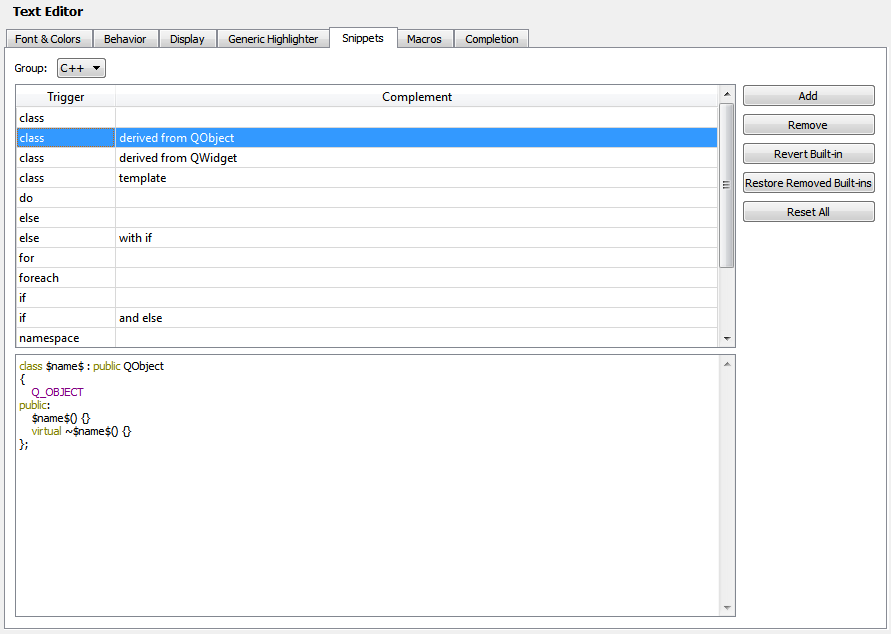 Text Editor
Font & Colors Behavior Display Generic Highlighter Snippets Macros Completion
Group: C++
Trigger Complement
class
class derived from QObject
class derived from QWidget
class template
do
else
else with if
for
foreach
if
if and else
namespace
Add
Remove
Revert Built-in
Restore Removed Built-ins
Reset All
class $name$ : public QObject
{
    Q_OBJECT
public:
    $name$() {}
    virtual ~$name$() {}
};